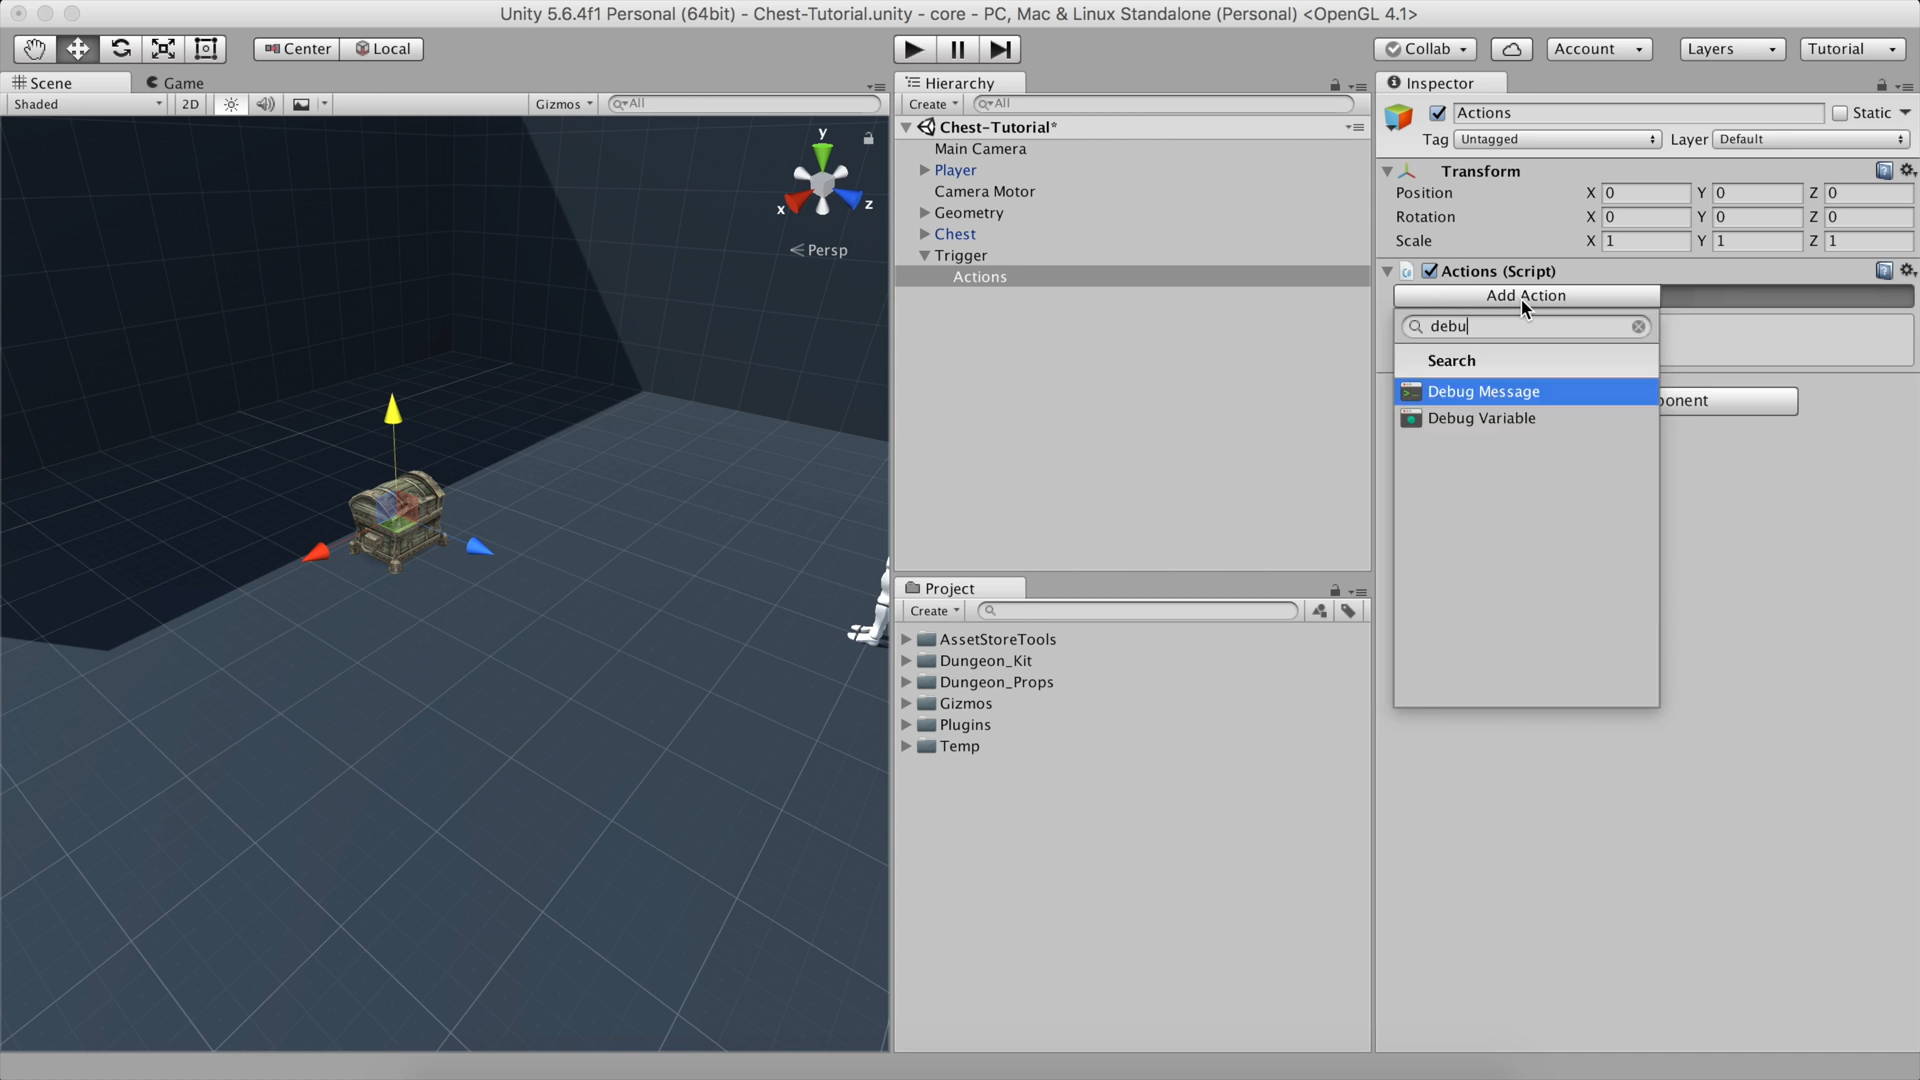 Unity 5.6.4f1 Personal (64bit) - Chest-Tutorial.unity - core - PC, Mac & Linux Standalone (Personal) <OpenGL 4.1>
Center Local
Collab Account Layers Tutorial
Scene Game
Shaded 2D Gizmos All
y
x
z
Persp
Hierarchy
Create All
Chest-Tutorial*
Main Camera
Player
Camera Motor
Geometry
Chest
Trigger
Actions
Project
Create
AssetStoreTools
Dungeon_Kit
Dungeon_Props
Gizmos
Plugins
Temp
Inspector
Actions Static
Tag Untagged Layer Default
Transform
Position X 0 Y 0 Z 0
Rotation X 0 Y 0 Z 0
Scale X 1 Y 1 Z 1
Actions (Script)
Add Action
debu
Search
Debug Message
ponent
Debug Variable